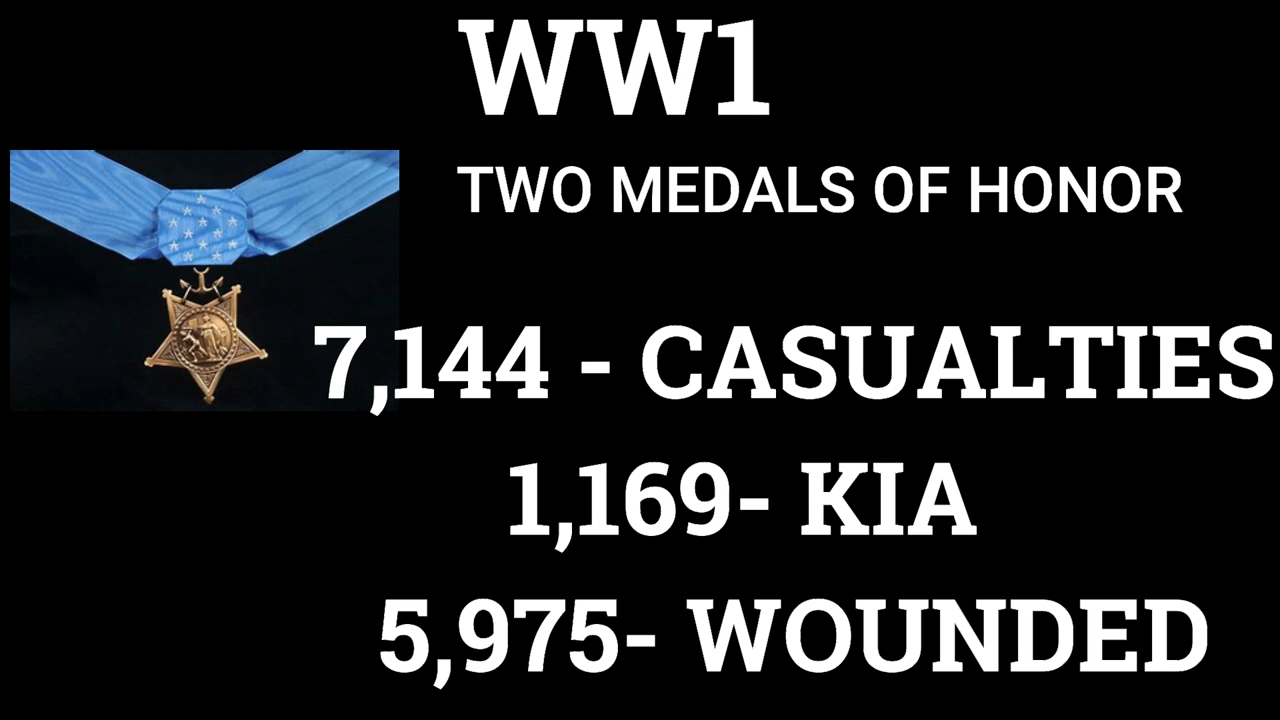 WW1
TWO MEDALS OF HONOR
7,144 - CASUALTIES
1,169- KIA
5,975- WOUNDED